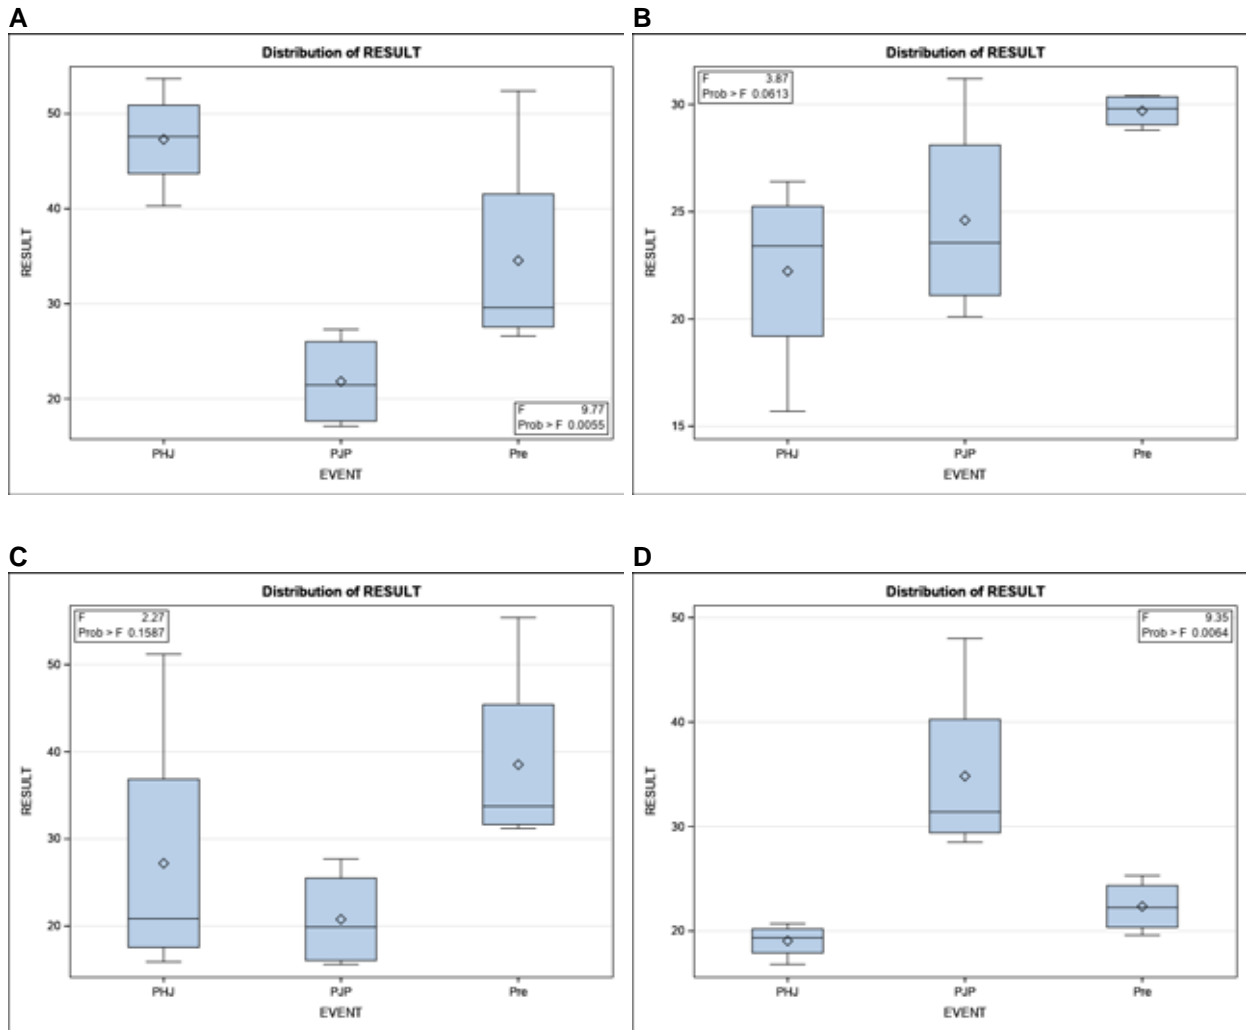 A
Distribution of RESULT
50
40
30
20
RESULT
F 9.77
Prob > F 0.0055
PHJ PJP Pre
EVENT
B
Distribution of RESULT
F 3.87
Prob > F 0.0613
30
25
20
15
RESULT
PHJ PJP Pre
EVENT
C
Distribution of RESULT
F 2.27
Prob > F 0.1587
50
40
30
20
RESULT
PHJ PJP Pre
EVENT
D
Distribution of RESULT
F 9.35
Prob > F 0.0064
50
40
30
20
RESULT
PHJ PJP Pre
EVENT